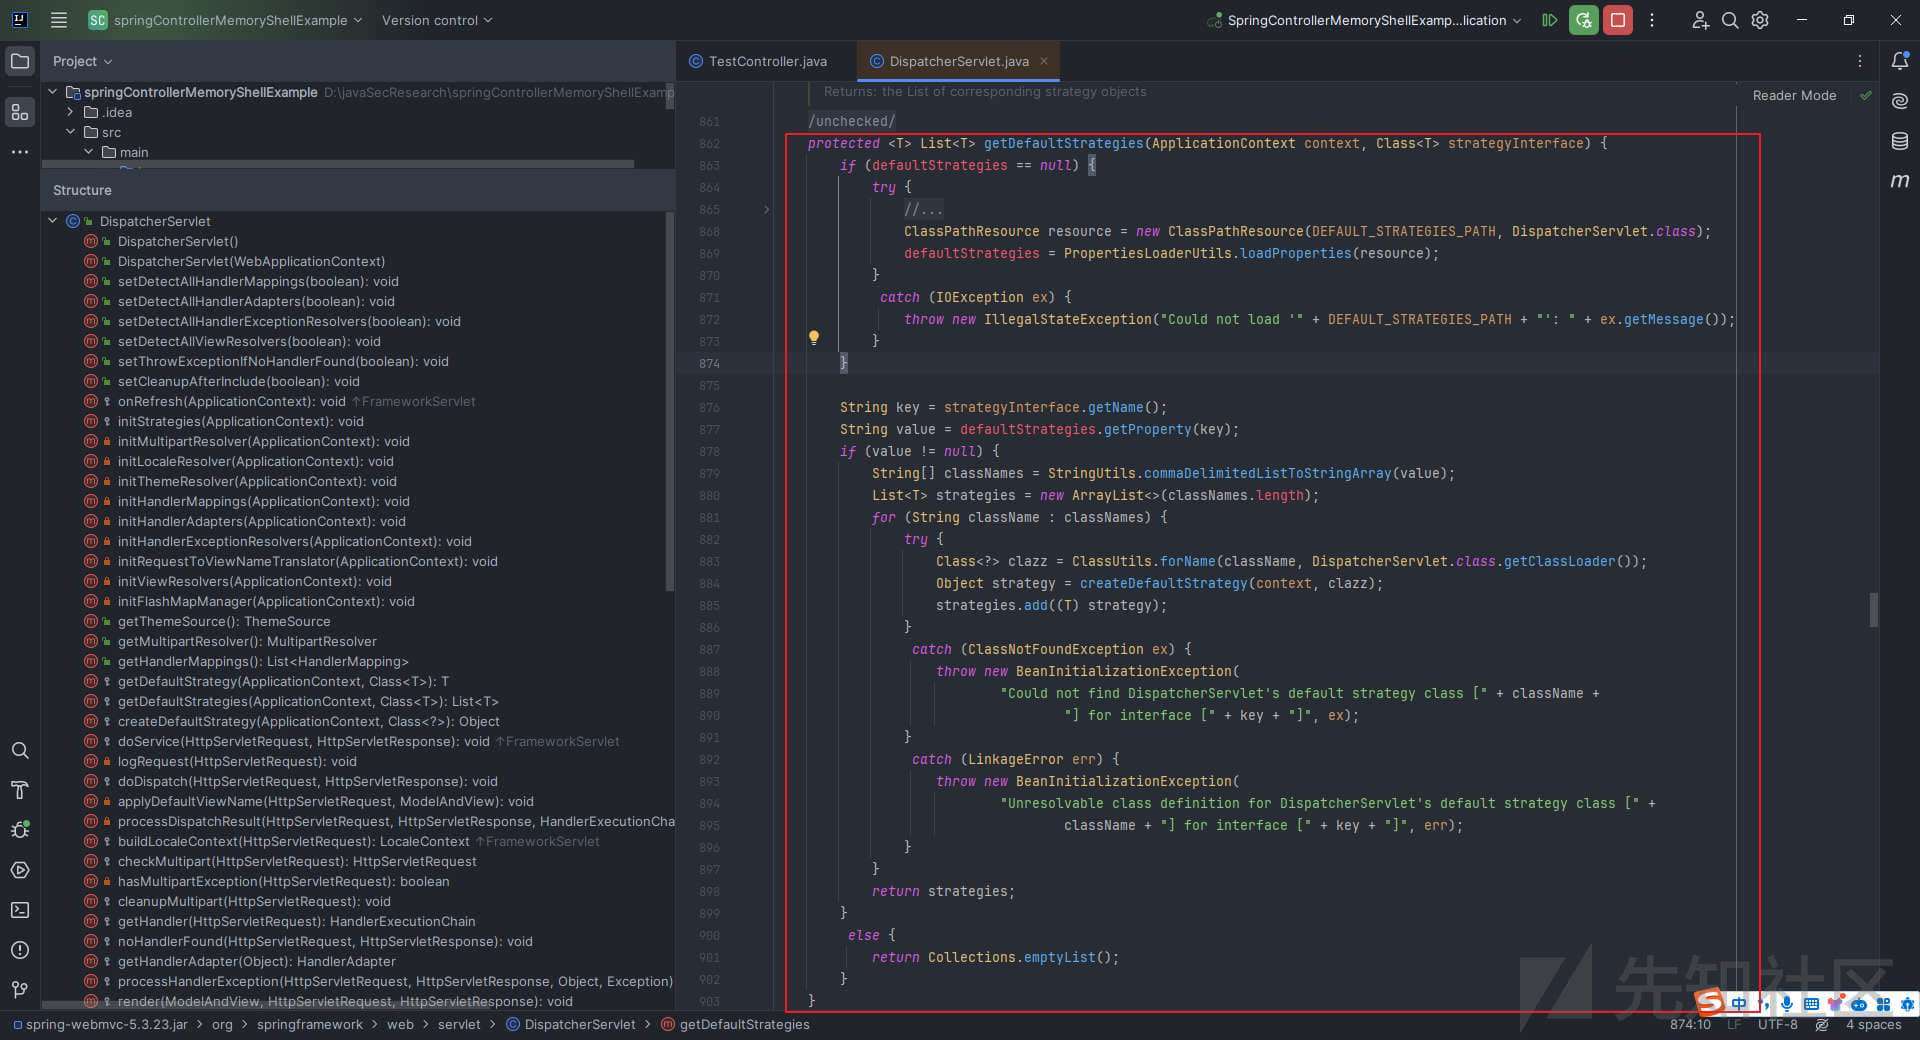 springControllerMemoryShellExample
Version control
SpringControllerMemoryShellExamp...lication
Project
TestController.java
DispatcherServlet.java
springControllerMemoryShellExample D:\javaSecResearch\springControllerMemoryShellExamp
.idea
src
main
Structure
DispatcherServlet
DispatcherServlet()
DispatcherServlet(WebApplicationContext)
setDetectAllHandlerMappings(boolean): void
setDetectAllHandlerAdapters(boolean): void
setDetectAllHandlerExceptionResolvers(boolean): void
setDetectAllViewResolvers(boolean): void
setThrowExceptionIfNoHandlerFound(boolean): void
setCleanupAfterInclude(boolean): void
onRefresh(ApplicationContext): void ↑FrameworkServlet
initStrategies(ApplicationContext): void
initMultipartResolver(ApplicationContext): void
initLocaleResolver(ApplicationContext): void
initThemeResolver(ApplicationContext): void
initHandlerMappings(ApplicationContext): void
initHandlerAdapters(ApplicationContext): void
initHandlerExceptionResolvers(ApplicationContext): void
initRequestToViewNameTranslator(ApplicationContext): void
initViewResolvers(ApplicationContext): void
initFlashMapManager(ApplicationContext): void
getThemeSource(): ThemeSource
getMultipartResolver(): MultipartResolver
getHandlerMappings(): List<HandlerMapping>
getDefaultStrategy(ApplicationContext, Class<T>): T
getDefaultStrategies(ApplicationContext, Class<T>): List<T>
createDefaultStrategy(ApplicationContext, Class<?>): Object
doService(HttpServletRequest, HttpServletResponse): void ↑FrameworkServlet
logRequest(HttpServletRequest): void
doDispatch(HttpServletRequest, HttpServletResponse): void
applyDefaultViewName(HttpServletRequest, ModelAndView): void
processDispatchResult(HttpServletRequest, HttpServletResponse, HandlerExecutionCha
buildLocaleContext(HttpServletRequest): LocaleContext ↑FrameworkServlet
checkMultipart(HttpServletRequest): HttpServletRequest
hasMultipartException(HttpServletRequest): boolean
cleanupMultipart(HttpServletRequest): void
getHandler(HttpServletRequest): HandlerExecutionChain
noHandlerFound(HttpServletRequest, HttpServletResponse): void
getHandlerAdapter(Object): HandlerAdapter
processHandlerException(HttpServletRequest, HttpServletResponse, Object, Exception)
render(ModelAndView, HttpServletRequest, HttpServletResponse): void
Returns: the List of corresponding strategy objects
Reader Mode
861 /unchecked/
862 protected <T> List<T> getDefaultStrategies(ApplicationContext context, Class<T> strategyInterface) {
863 if (defaultStrategies == null) {
864 try {
865 //...
868 ClassPathResource resource = new ClassPathResource(DEFAULT_STRATEGIES_PATH, DispatcherServlet.class);
869 defaultStrategies = PropertiesLoaderUtils.loadProperties(resource);
870 }
871 catch (IOException ex) {
872 throw new IllegalStateException("Could not load '" + DEFAULT_STRATEGIES_PATH + "': " + ex.getMessage());
873 }
874 }
875
876 String key = strategyInterface.getName();
877 String value = defaultStrategies.getProperty(key);
878 if (value != null) {
879 String[] classNames = StringUtils.commaDelimitedListToStringArray(value);
880 List<T> strategies = new ArrayList<>(classNames.length);
881 for (String className : classNames) {
882 try {
883 Class<?> clazz = ClassUtils.forName(className, DispatcherServlet.class.getClassLoader());
884 Object strategy = createDefaultStrategy(context, clazz);
885 strategies.add((T) strategy);
886 }
887 catch (ClassNotFoundException ex) {
888 throw new BeanInitializationException(
889 "Could not find DispatcherServlet's default strategy class [" + className +
890 "] for interface [" + key + "]", ex);
891 }
892 catch (LinkageError err) {
893 throw new BeanInitializationException(
894 "Unresolvable class definition for DispatcherServlet's default strategy class [" +
895 className + "] for interface [" + key + "]", err);
896 }
897 }
898 return strategies;
899 }
900 else {
901 return Collections.emptyList();
902 }
903 }
先知社区
中
spring-webmvc-5.3.23.jar > org > springframework > web > servlet > DispatcherServlet > getDefaultStrategies
874:10 LF UTF-8 4 spaces